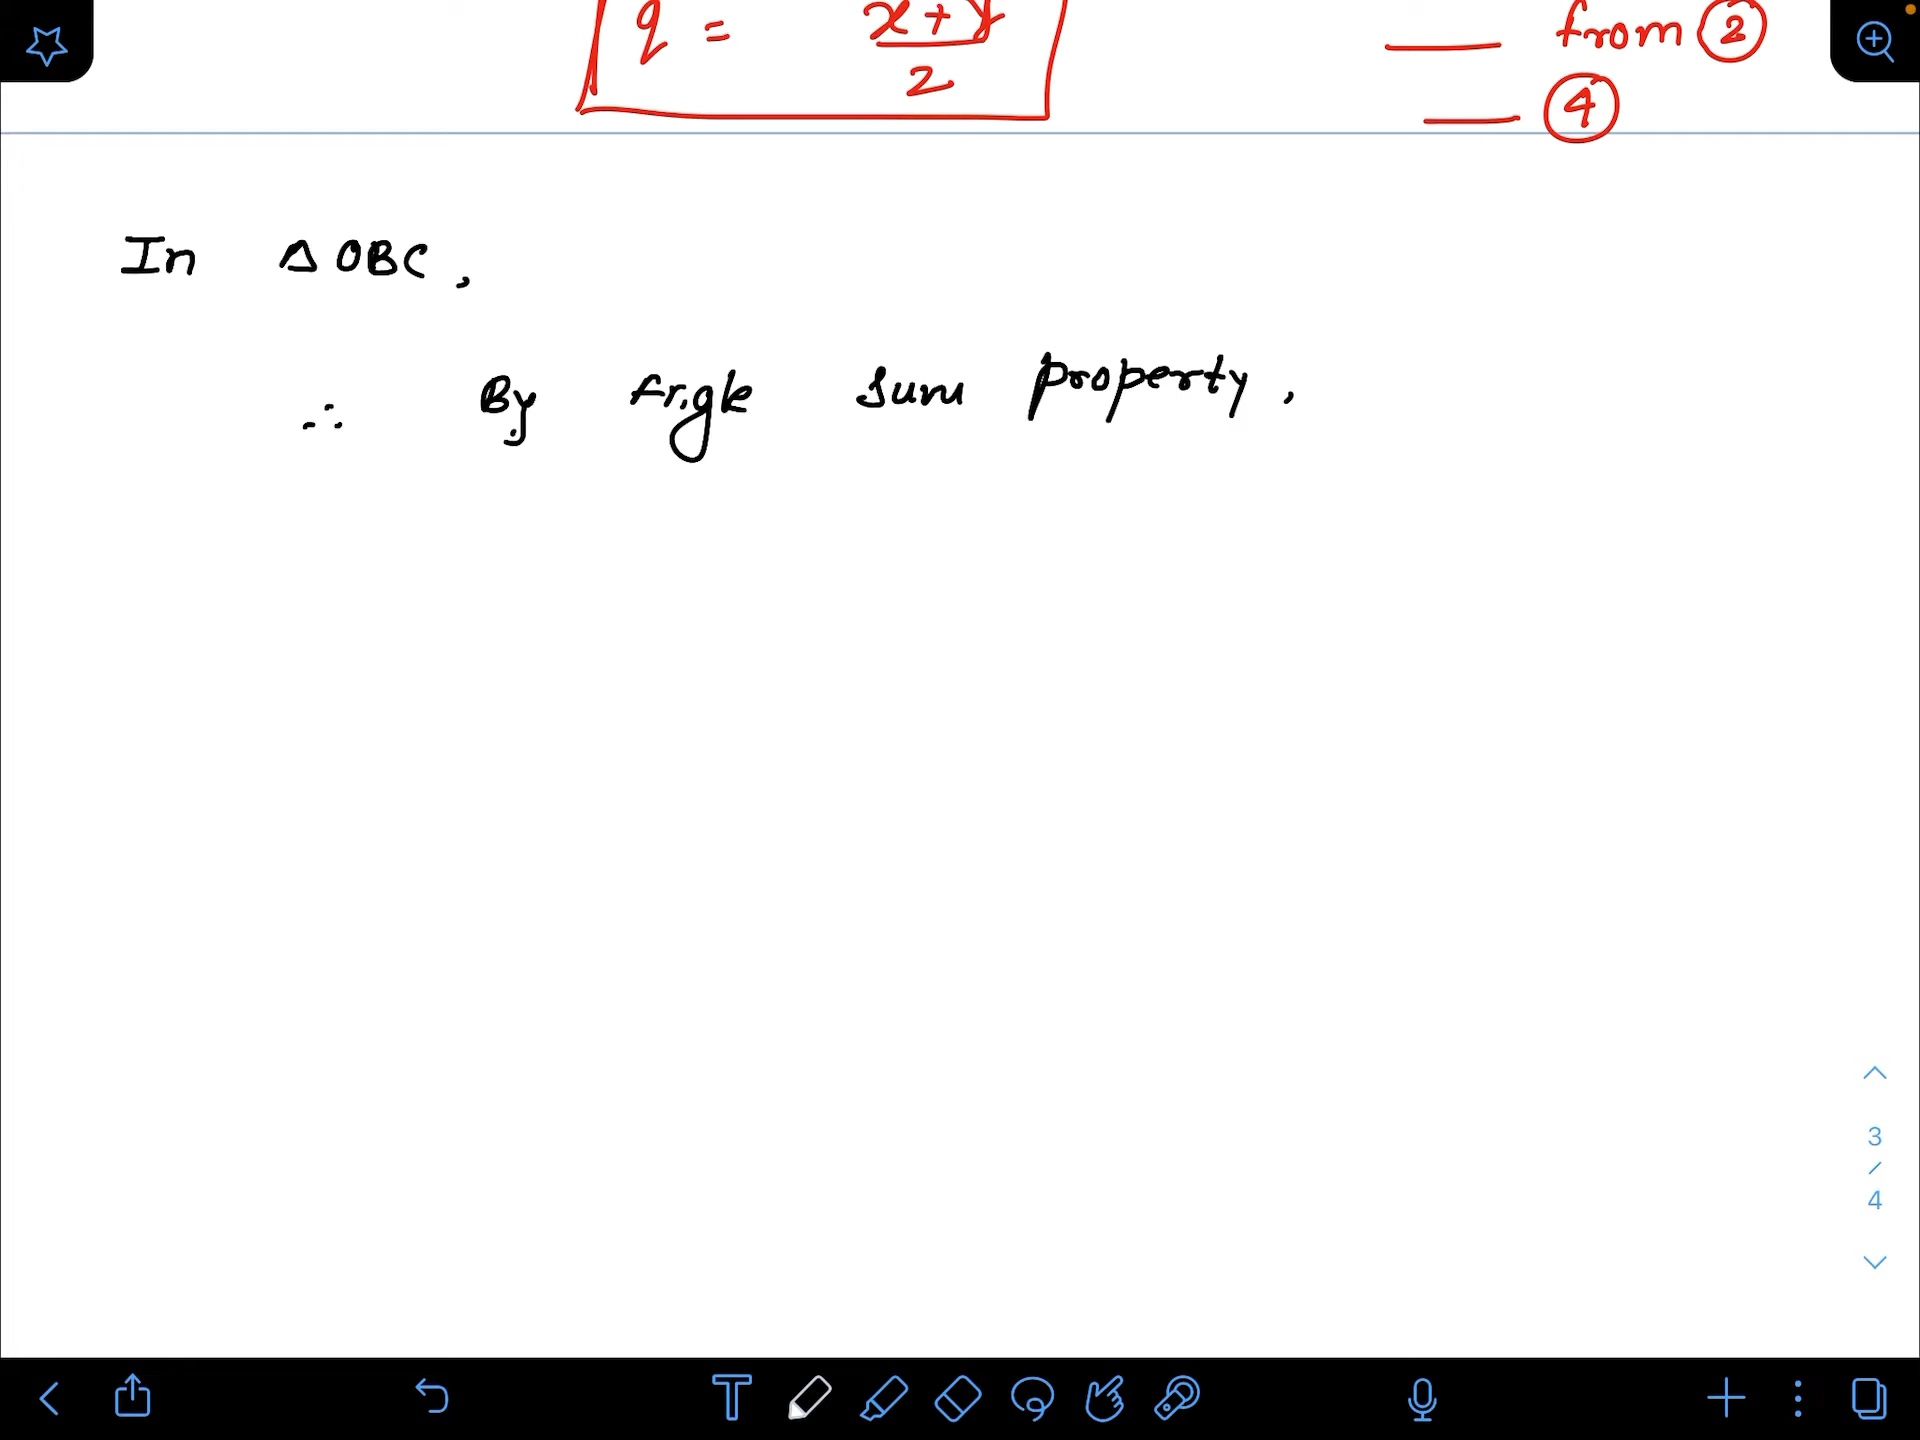 q = x + y / 2
from ②
④
In △OBC,
∴ By Angle sum property,
3
/
4
T